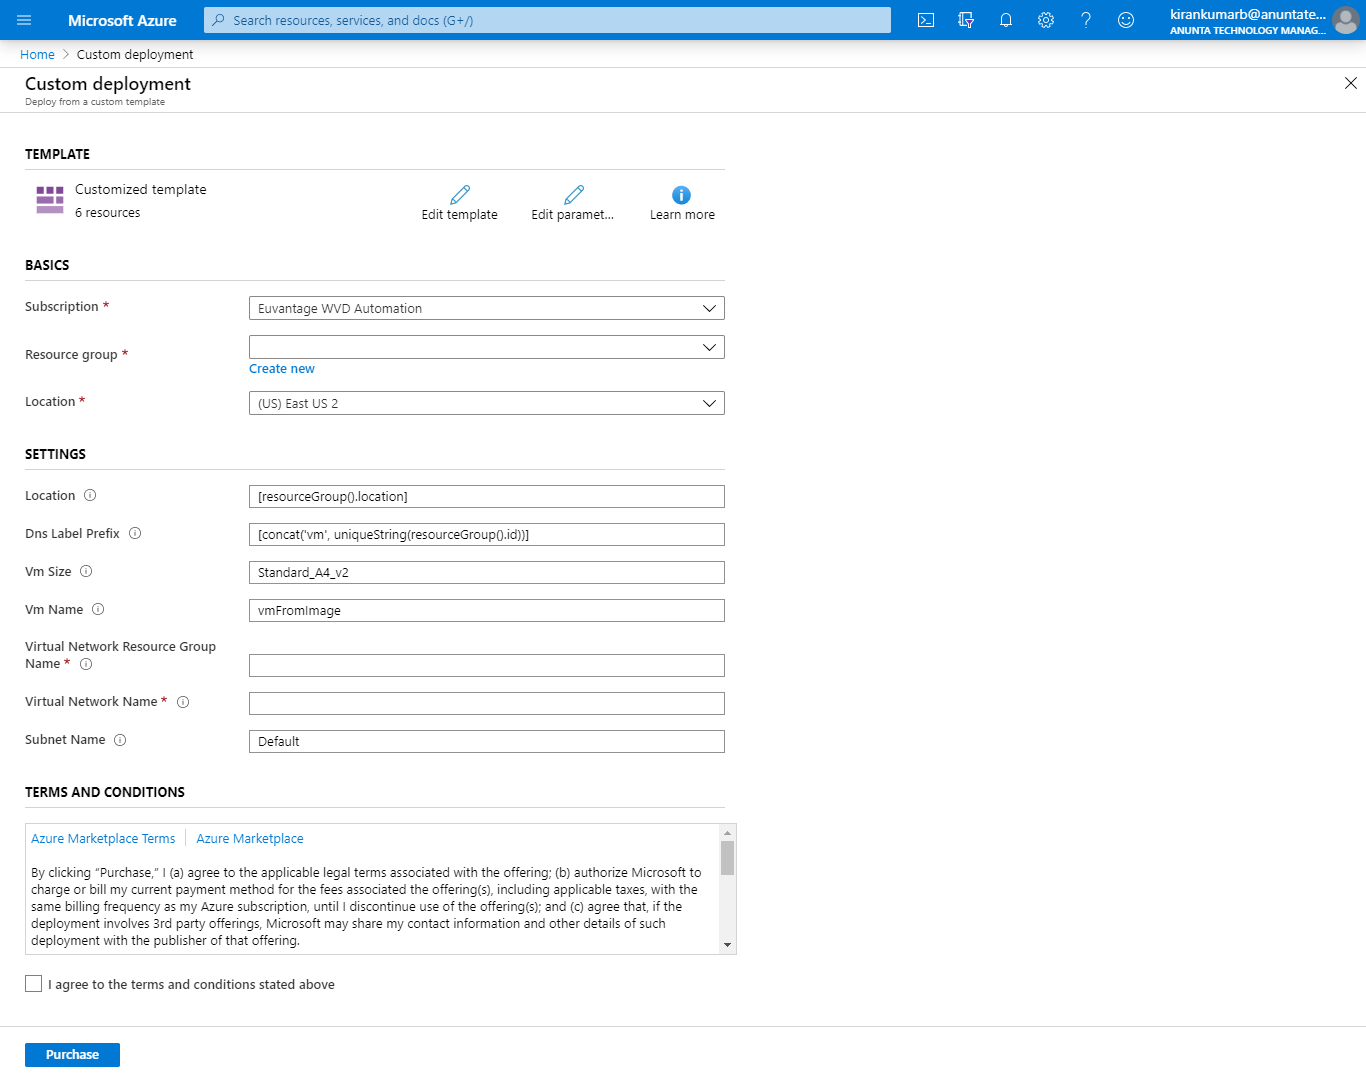 Microsoft Azure
Search resources, services, and docs (G+/)
kirankumarb@anuntate...
ANUNTA TECHNOLOGY MANAG...
Home > Custom deployment
Custom deployment
Deploy from a custom template
TEMPLATE
Customized template
6 resources
Edit template
Edit paramet...
Learn more
BASICS
Subscription *
Euvantage WVD Automation
Resource group *
Create new
Location *
(US) East US 2
SETTINGS
Location
[resourceGroup().location]
Dns Label Prefix
[concat('vm', uniqueString(resourceGroup().id))]
Vm Size
Standard_A4_v2
Vm Name
vmFromImage
Virtual Network Resource Group
Name *
Virtual Network Name *
Subnet Name
Default
TERMS AND CONDITIONS
Azure Marketplace Terms | Azure Marketplace
By clicking “Purchase,” I (a) agree to the applicable legal terms associated with the offering; (b) authorize Microsoft to
charge or bill my current payment method for the fees associated the offering(s), including applicable taxes, with the
same billing frequency as my Azure subscription, until I discontinue use of the offering(s); and (c) agree that, if the
deployment involves 3rd party offerings, Microsoft may share my contact information and other details of such
deployment with the publisher of that offering.
I agree to the terms and conditions stated above
Purchase